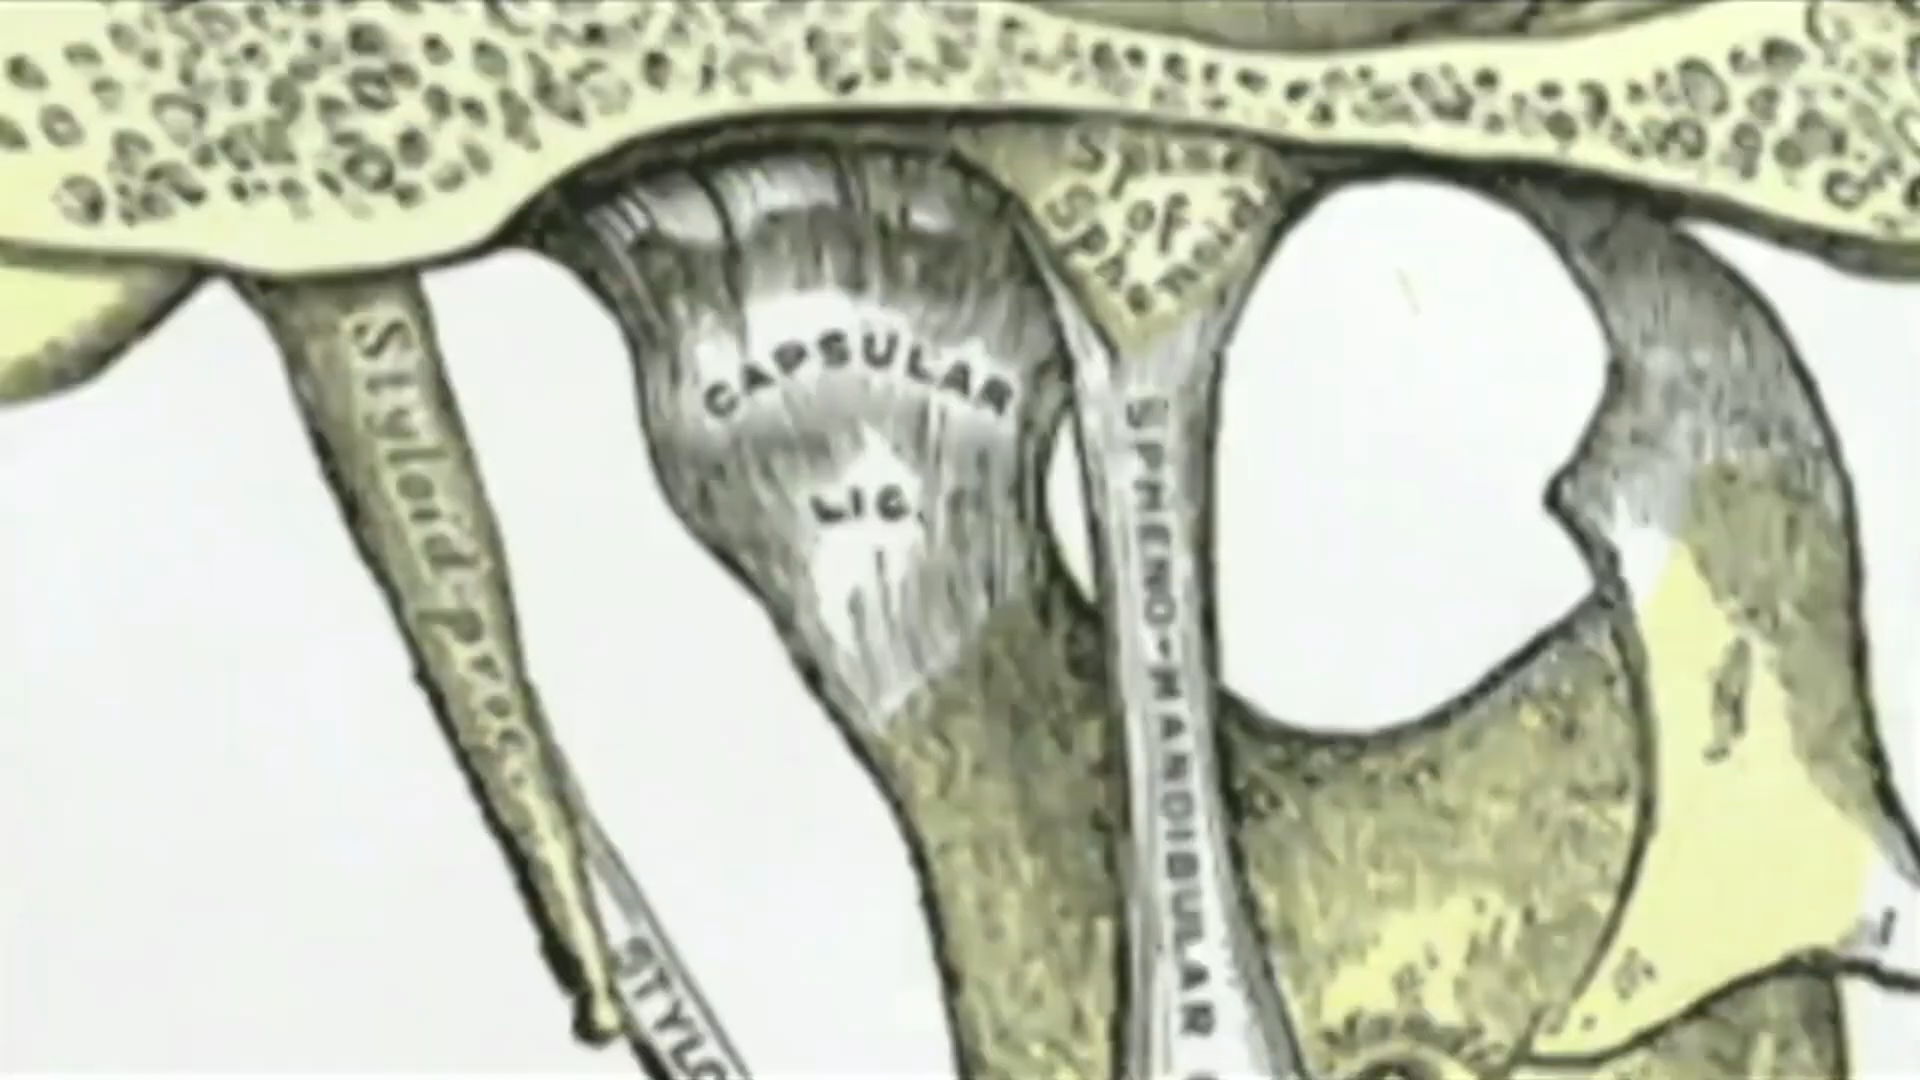 Spine
of
Sphenoid
Styloid proc.
CAPSULAR
LIG.
SPHENO-MANDIBULAR
STYLO